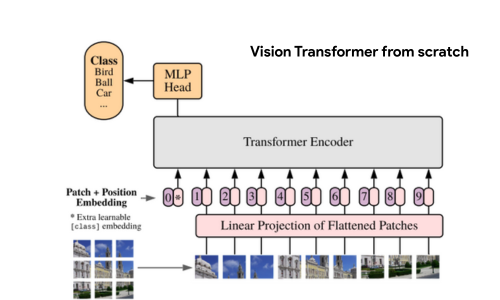 Vision Transformer from scratch
Class
Bird
Ball
Car
...
MLP
Head
Transformer Encoder
Patch + Position
Embedding
* Extra learnable
[class] embedding
0 * 1 2 3 4 5 6 7 8 9
Linear Projection of Flattened Patches